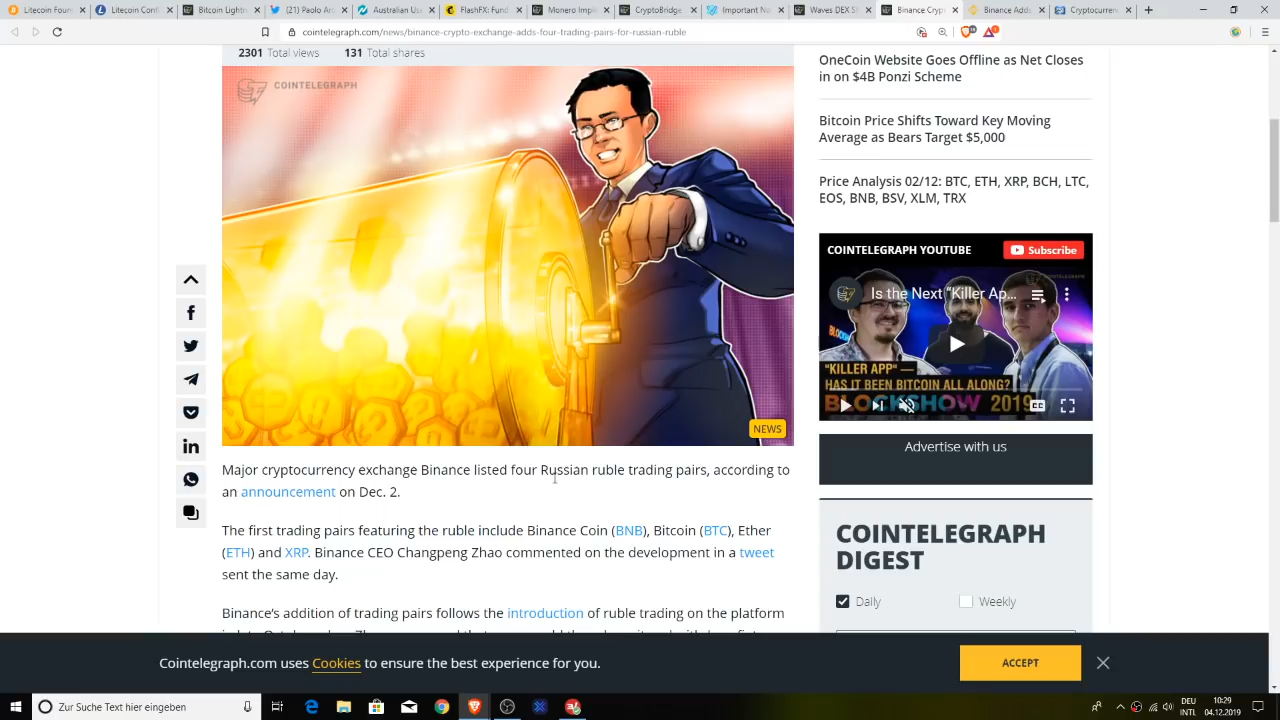 Bitcoin Foun
Litecoin Cond
Bitcoin Lightn
(21) Paolo Arc
FlashFX: Func
Monero Imp
CryptoBridge
Waves DEX S
Binance Cryp
Binance: Add
Cryptocurren
cointelegraph.com/news/binance-crypto-exchange-adds-four-trading-pairs-for-russian-ruble
2301 Total views 131 Total shares
COINTELEGRAPH
NEWS
Major cryptocurrency exchange Binance listed four Russian ruble trading pairs, according to
an announcement on Dec. 2.
The first trading pairs featuring the ruble include Binance Coin (BNB), Bitcoin (BTC), Ether
(ETH) and XRP. Binance CEO Changpeng Zhao commented on the development in a tweet
sent the same day.
Binance’s addition of trading pairs follows the introduction of ruble trading on the platform
OneCoin Website Goes Offline as Net Closes
in on $4B Ponzi Scheme
Bitcoin Price Shifts Toward Key Moving
Average as Bears Target $5,000
Price Analysis 02/12: BTC, ETH, XRP, BCH, LTC,
EOS, BNB, BSV, XLM, TRX
COINTELEGRAPH YOUTUBE
Subscribe
Is the Next “Killer Ap...
"KILLER APP" —
HAS IT BEEN BITCOIN ALL ALONG?
BLOCKSHOW 2019
CC
Advertise with us
COINTELEGRAPH
DIGEST
Daily
Weekly
Cointelegraph.com uses Cookies to ensure the best experience for you.
ACCEPT
Zur Suche Text hier eingeben
DEU
INTL
10:29
04.12.2019